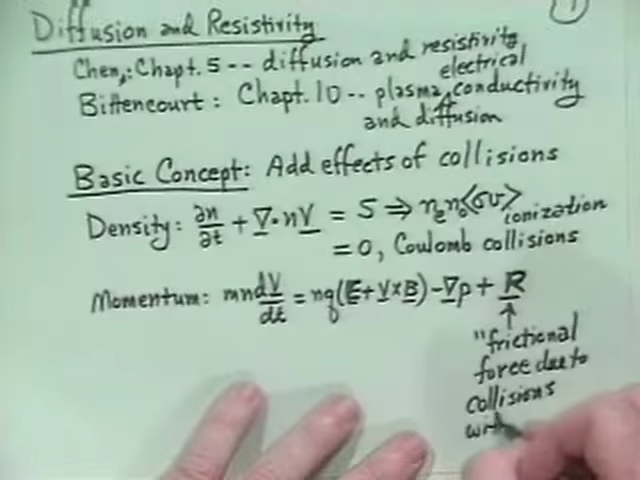 1
Diffusion and Resistivity
Chen,: Chapt. 5 -- diffusion and resistivity
electrical
Bittencourt: Chapt. 10 -- plasma ^ conductivity
and diffusion
Basic Concept: Add effects of collisions
Density: ∂n/∂t + ∇·nV = S ⇒ nₑn₀<σv> ionization
= 0, Coulomb collisions
Momentum: mn dV/dt = nq(E+V×B) - ∇p + R
↑
"frictional
force due to
collisions
with